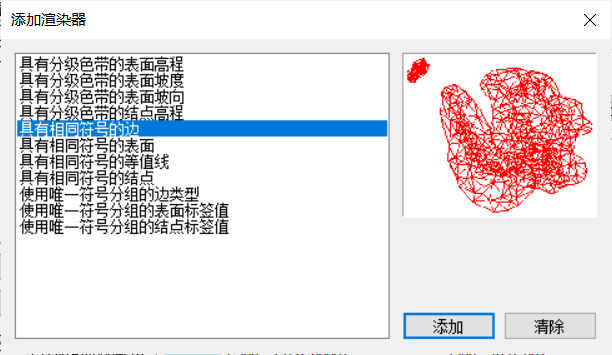 添加渲染器
具有分级色带的表面高程
具有分级色带的表面坡度
具有分级色带的表面坡向
具有分级色带的结点高程
具有相同符号的边
具有相同符号的表面
具有相同符号的等值线
具有相同符号的结点
使用唯一符号分组的边类型
使用唯一符号分组的表面标签值
使用唯一符号分组的结点标签值
添加
清除